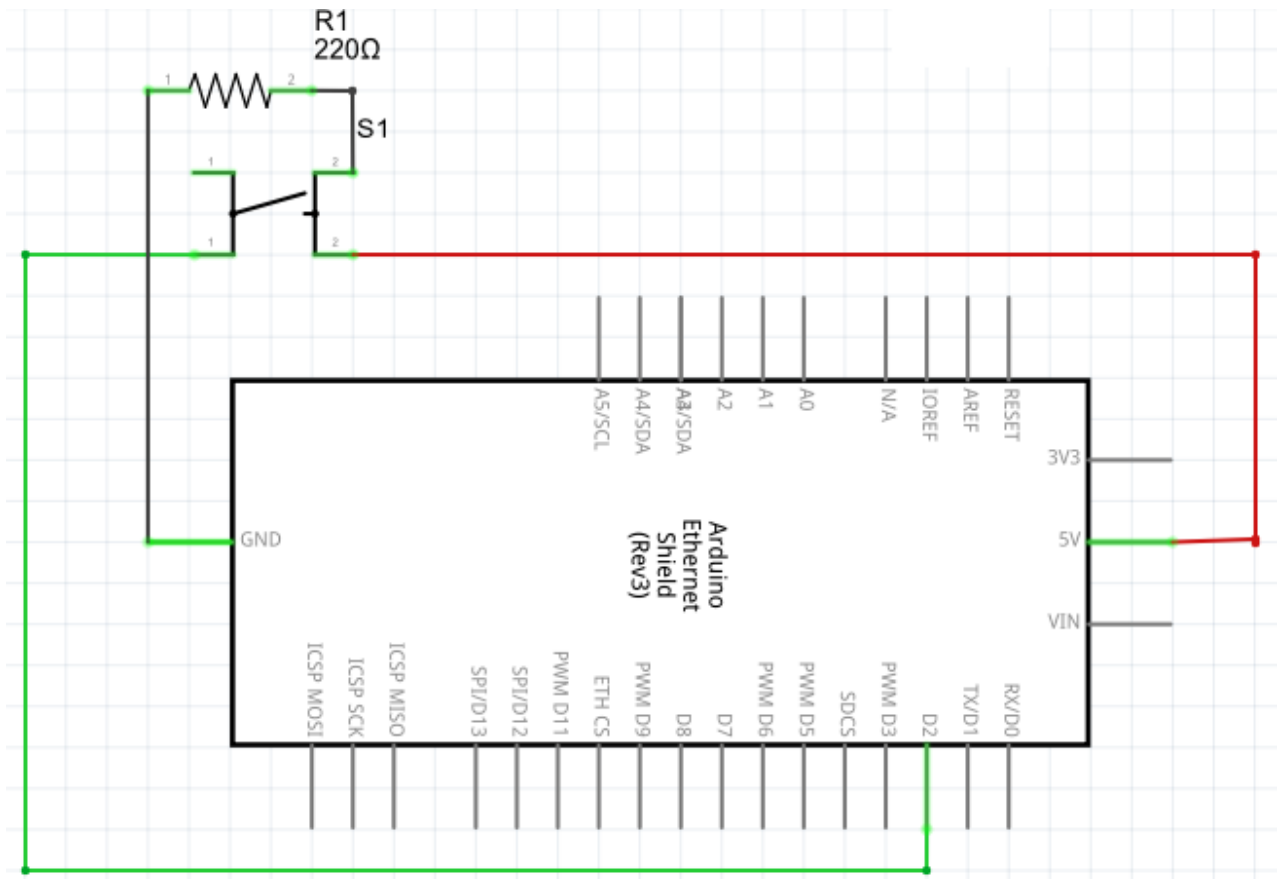 R1
220Ω
1
2
S1
1
2
1
2
A5/SCL
A4/SDA
A3/SDA
A2
A1
A0
N/A
IOREF
AREF
RESET
3V3
GND
5V
Arduino
Ethernet
Shield
(Rev3)
VIN
ICSP MOSI
ICSP SCK
ICSP MISO
SPI/D13
SPI/D12
PWM D11
ETH CS
PWM D9
D8
D7
PWM D6
PWM D5
SDCS
PWM D3
D2
TX/D1
RX/D0